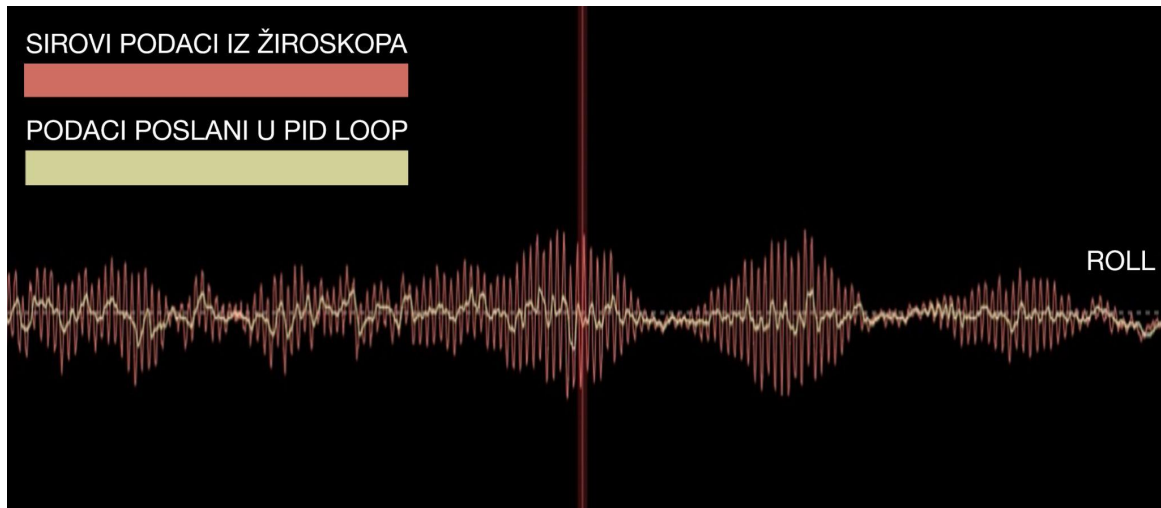 SIROVI PODACI IZ ŽIROSKOPA
PODACI POSLANI U PID LOOP
ROLL